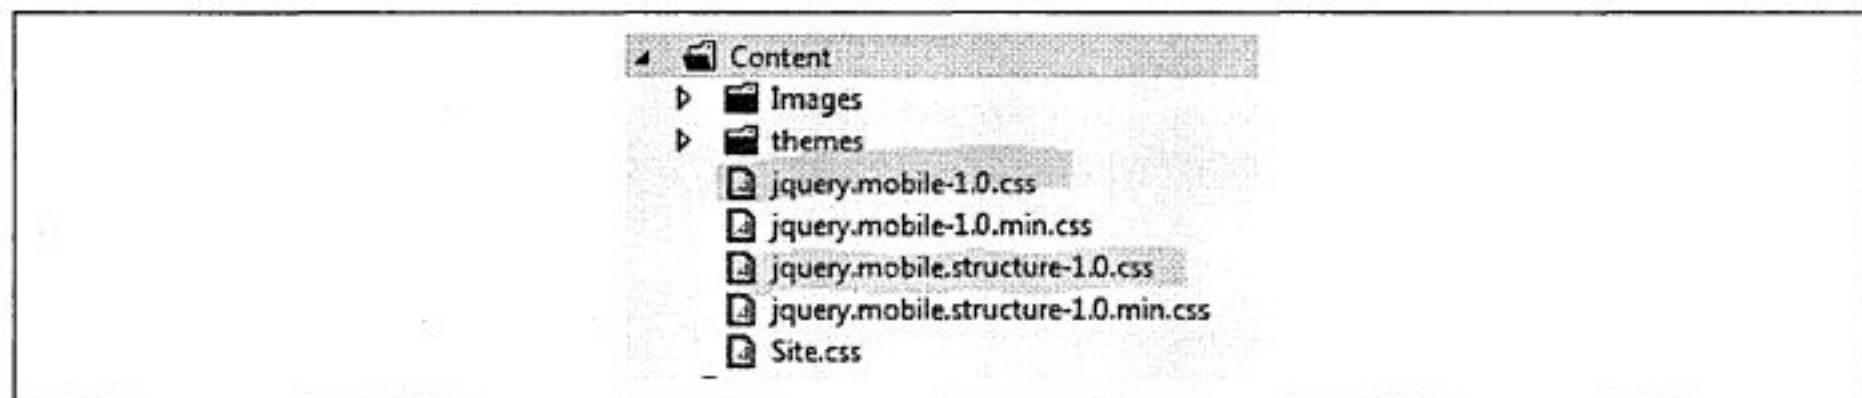 Content
Images
themes
jquery.mobile-1.0.css
jquery.mobile-1.0.min.css
jquery.mobile.structure-1.0.css
jquery.mobile.structure-1.0.min.css
Site.css